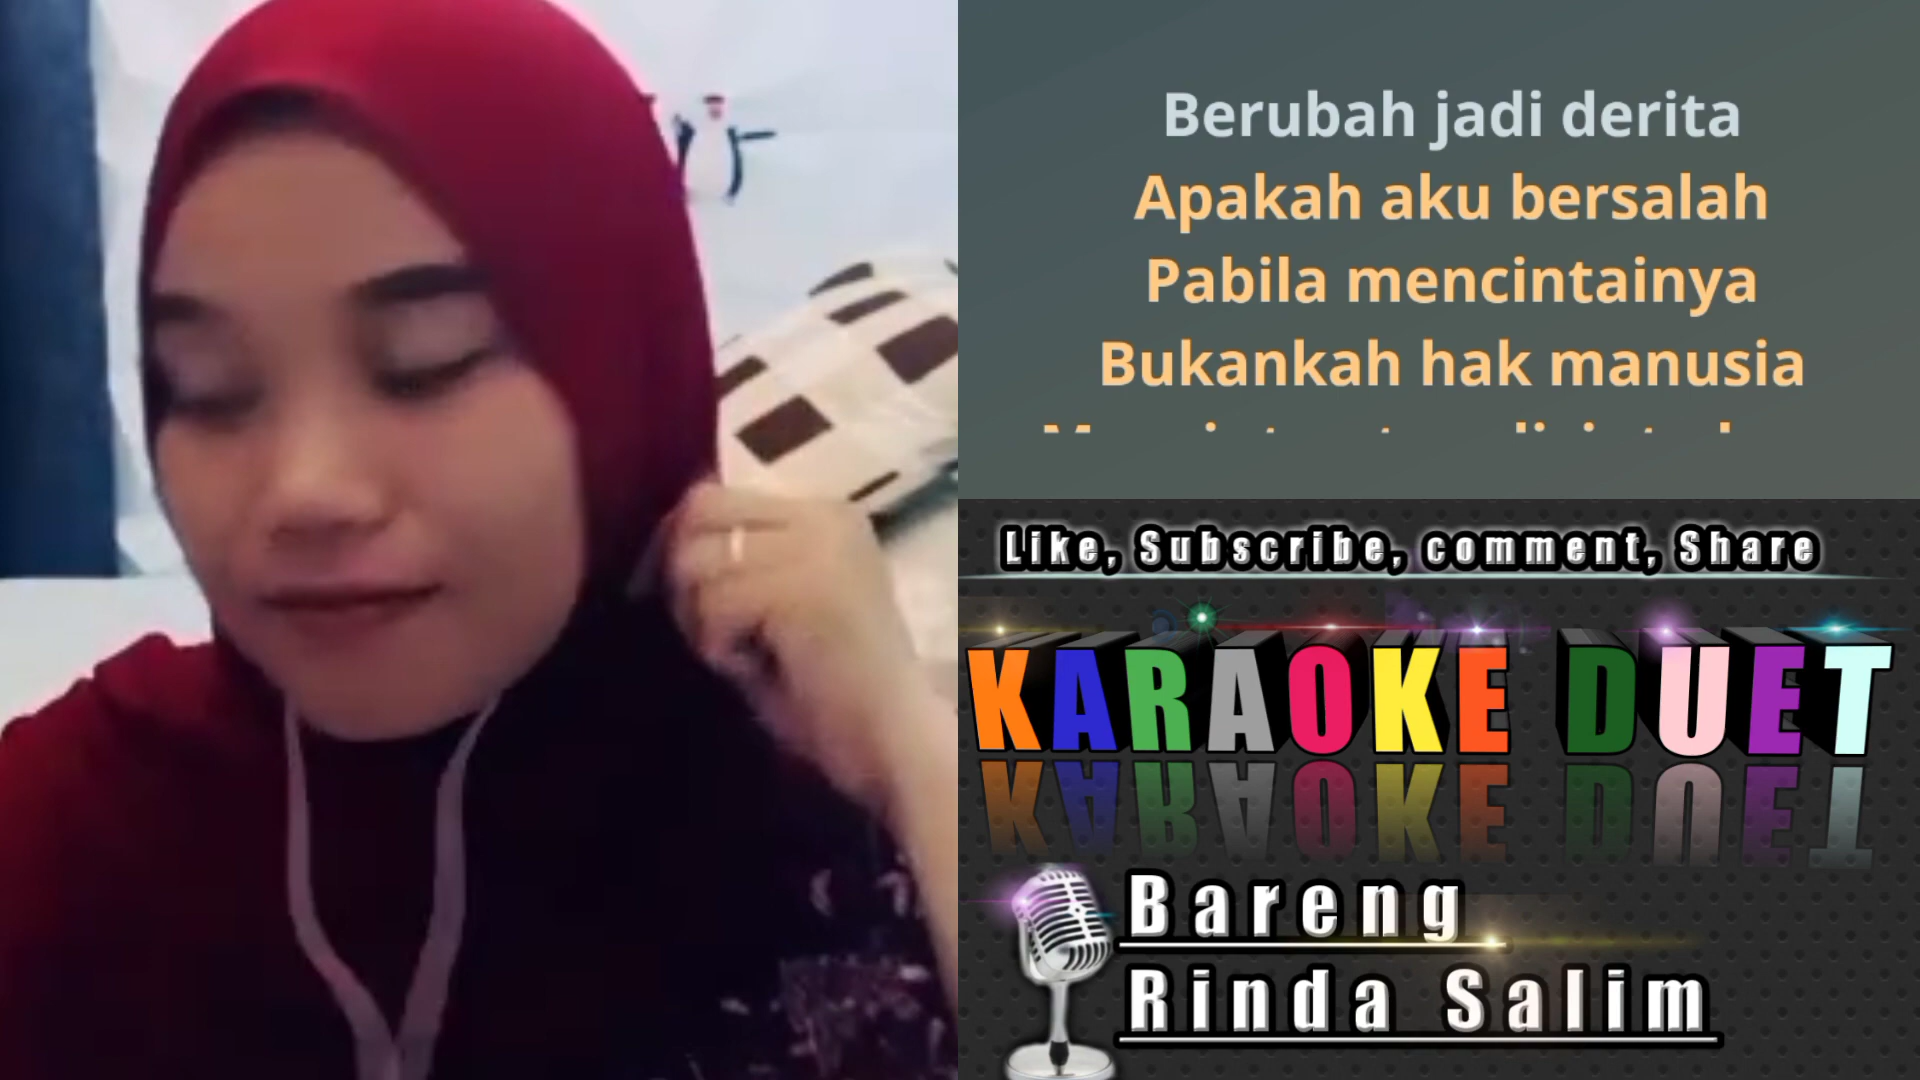 Berubah jadi derita
Apakah aku bersalah
Pabila mencintainya
Bukankah hak manusia
Like, Subscribe, comment, Share
KARAOKE DUET
Bareng
Rinda Salim